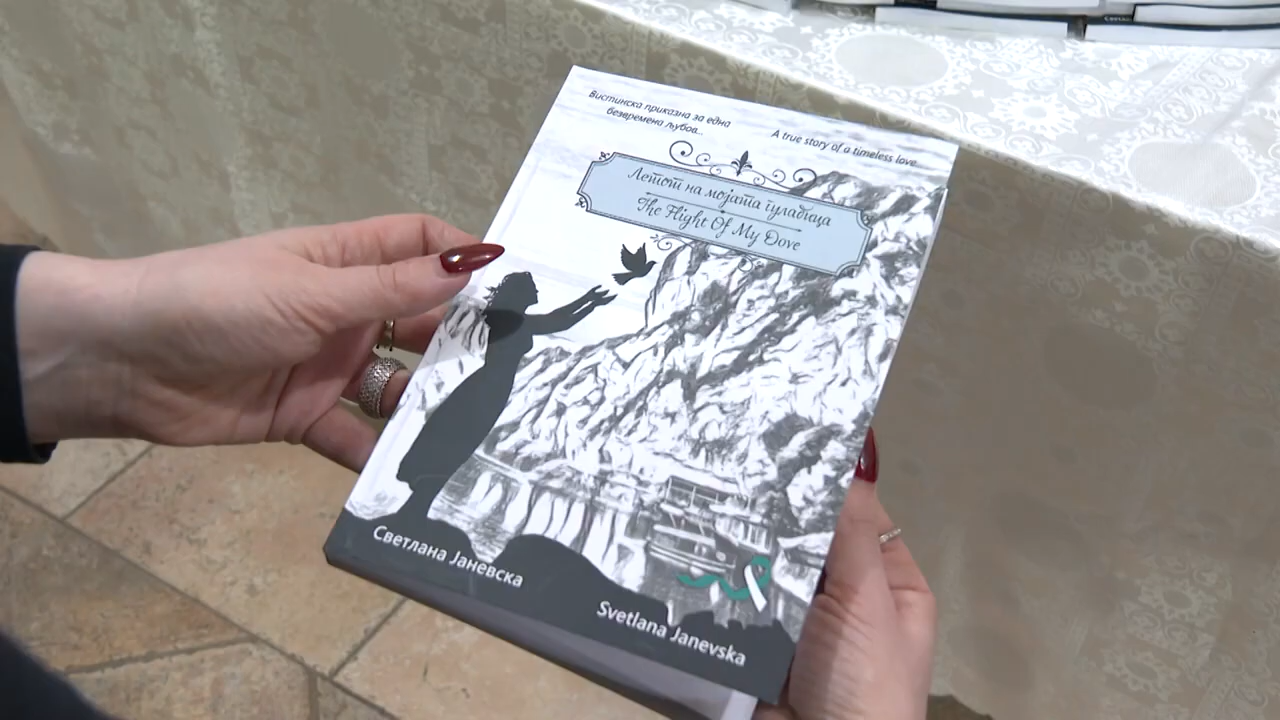 Вистинска приказна за една
безвремена љубов...
A true story of a timeless love...
Летот на мојата гулабица
The Flight Of My Dove
Светлана Јаневска
Svetlana Janevska